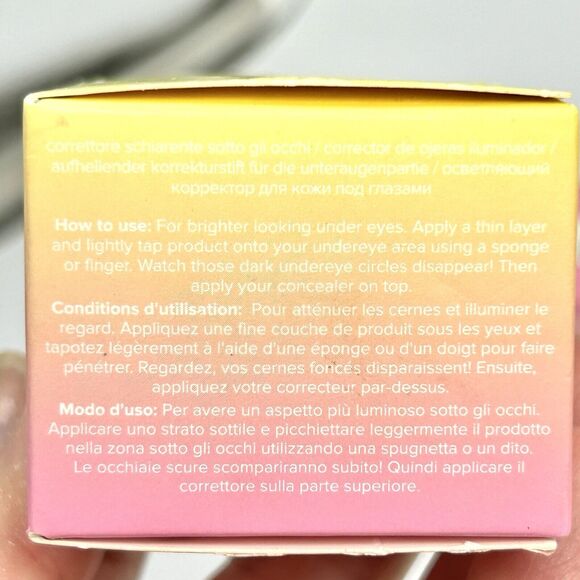 correttore schiarente sotto gli occhi / corrector de ojeras iluminador /
aufhellender korrekturstift für die unteraugenpartie / осветляющий
корректор для кожи под глазами
How to use: For brighter looking under eyes. Apply a thin layer
and lightly tap product onto your undereye area using a sponge
or finger. Watch those dark undereye circles disappear! Then
apply your concealer on top.
Conditions d'utilisation: Pour atténuer les cernes et illuminer le
regard. Appliquez une fine couche de produit sous les yeux et
tapotez légèrement à l'aide d'une éponge ou d'un doigt pour faire
pénétrer. Regardez, vos cernes foncés disparaissent! Ensuite,
appliquez votre correcteur par-dessus.
Modo d'uso: Per avere un aspetto più luminoso sotto gli occhi.
Applicare uno strato sottile e picchiettare leggermente il prodotto
nella zona sotto gli occhi utilizzando una spugnetta o un dito.
Le occhiaie scure scompariranno subito! Quindi applicare il
correttore sulla parte superiore.